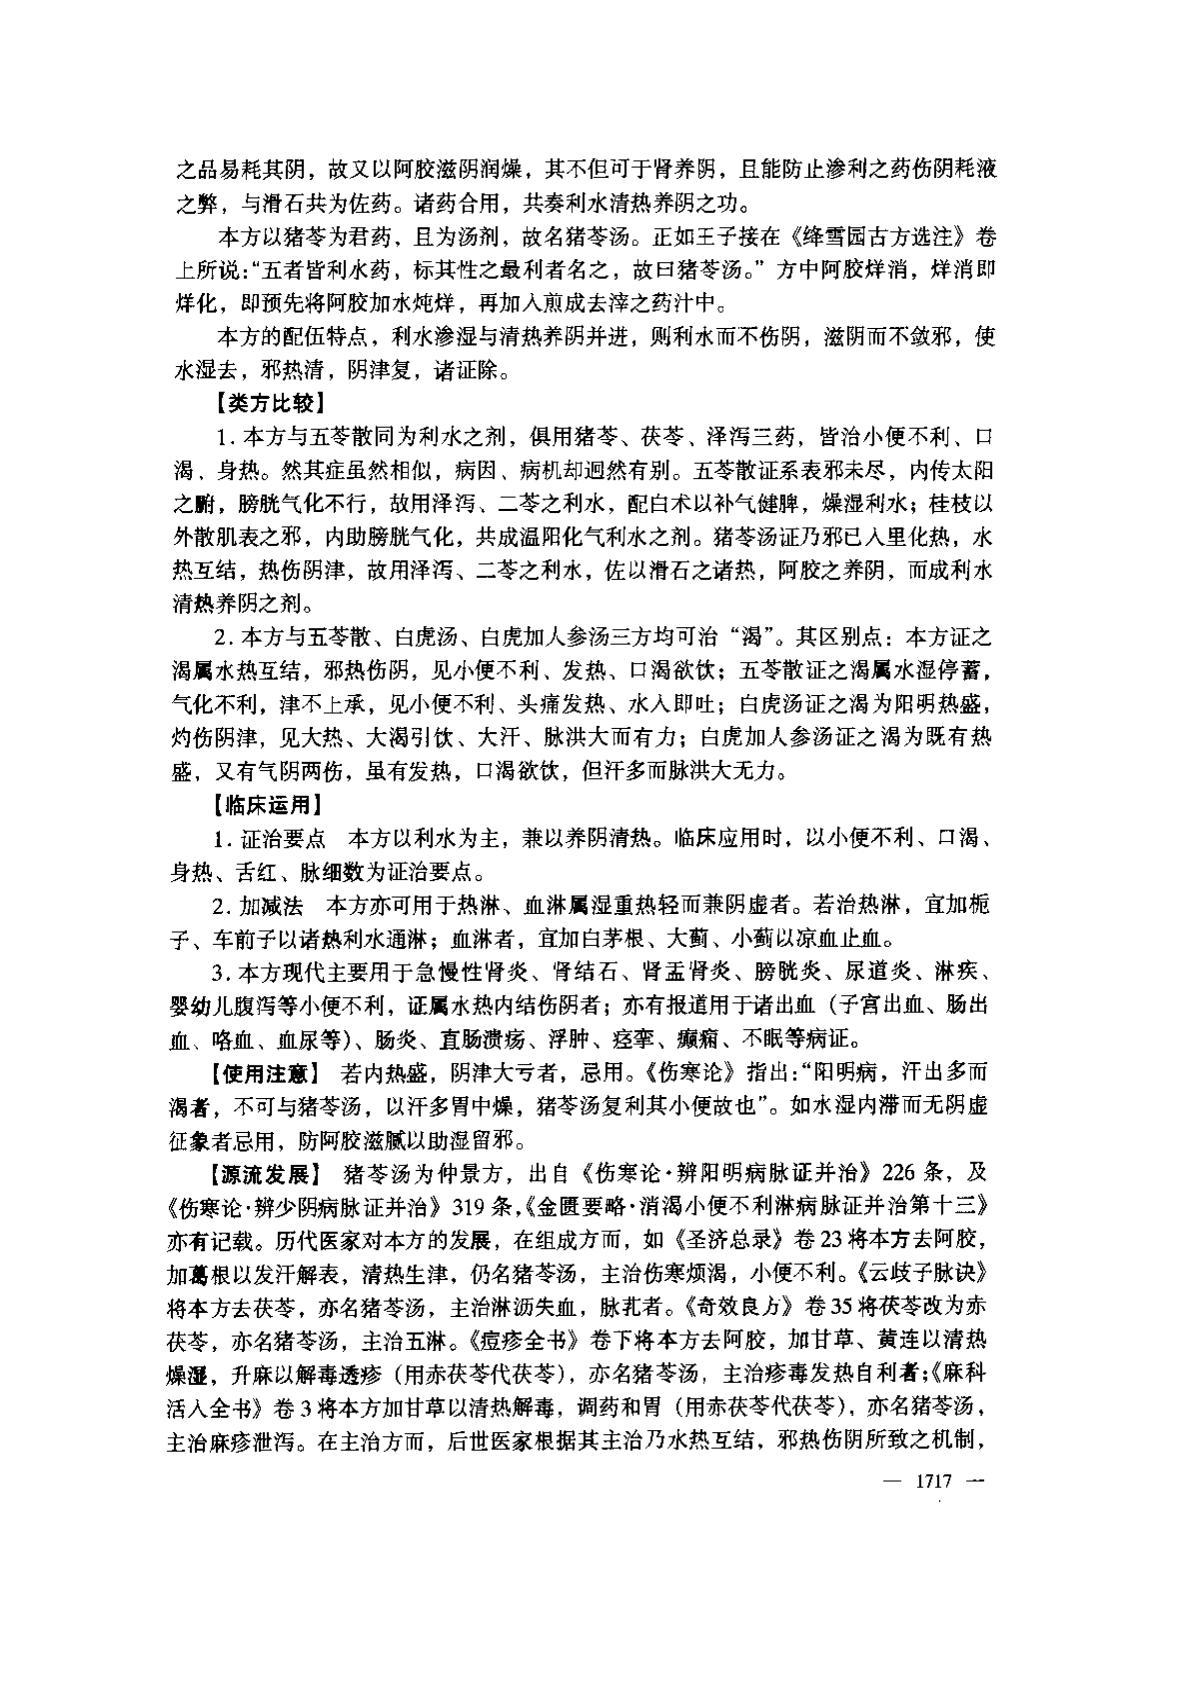 之品易耗其阴，故又以阿胶滋阴润燥，其不但可于肾养阴，且能防止渗利之药伤阴耗液
之弊，与滑石共为佐药。诸药合用，共奏利水清热养阴之功。
本方以猪苓为君药，且为汤剂，故名猪苓汤。正如王子接在《绛雪园古方选注》卷
上所说：“五者皆利水药，标其性之最利者名之，故曰猪苓汤。”方中阿胶烊消，烊消即
烊化，即预先将阿胶加水炖烊，再加入煎成去滓之药汁中。
本方的配伍特点，利水渗湿与清热养阴并进，则利水而不伤阴，滋阴而不敛邪，使
水湿去，邪热清，阴津复，诸证除。
【类方比较】
1. 本方与五苓散同为利水之剂，俱用猪苓、茯苓、泽泻三药，皆治小便不利、口
渴、身热。然其症虽然相似，病因、病机却迥然有别。五苓散证系表邪未尽，内传太阳
之腑，膀胱气化不行，故用泽泻、二苓之利水，配白术以补气健脾，燥湿利水；桂枝以
外散肌表之邪，内助膀胱气化，共成温阳化气利水之剂。猪苓汤证乃邪已入里化热，水
热互结，热伤阴津，故用泽泻、二苓之利水，佐以滑石之诸热，阿胶之养阴，而成利水
清热养阴之剂。
2. 本方与五苓散、白虎汤、白虎加人参汤三方均可治“渴”。其区别点：本方证之
渴属水热互结，邪热伤阴，见小便不利、发热、口渴欲饮；五苓散证之渴属水湿停蓄，
气化不利，津不上承，见小便不利、头痛发热、水入即吐；白虎汤证之渴为阳明热盛，
灼伤阴津，见大热、大渴引饮、大汗、脉洪大而有力；白虎加人参汤证之渴为既有热
盛，又有气阴两伤，虽有发热，口渴欲饮，但汗多而脉洪大无力。
【临床运用】
1. 证治要点　本方以利水为主，兼以养阴清热。临床应用时，以小便不利、口渴、
身热、舌红、脉细数为证治要点。
2. 加减法　本方亦可用于热淋、血淋属湿重热轻而兼阴虚者。若治热淋，宜加栀
子、车前子以诸热利水通淋；血淋者，宜加白茅根、大蓟、小蓟以凉血止血。
3. 本方现代主要用于急慢性肾炎、肾结石、肾盂肾炎、膀胱炎、尿道炎、淋疾、
婴幼儿腹泻等小便不利，证属水热内结伤阴者；亦有报道用于诸出血（子宫出血、肠出
血、咯血、血尿等）、肠炎、直肠溃疡、浮肿、痉挛、癫痫、不眠等病证。
【使用注意】　若内热盛，阴津大亏者，忌用。《伤寒论》指出：“阳明病，汗出多而
渴者，不可与猪苓汤，以汗多胃中燥，猪苓汤复利其小便故也”。如水湿内滞而无阴虚
征象者忌用，防阿胶滋腻以助湿留邪。
【源流发展】　猪苓汤为仲景方，出自《伤寒论·辨阳明病脉证并治》226 条，及
《伤寒论·辨少阴病脉证并治》319 条，《金匮要略·消渴小便不利淋病脉证并治第十三》
亦有记载。历代医家对本方的发展，在组成方面，如《圣济总录》卷 23 将本方去阿胶，
加葛根以发汗解表，清热生津，仍名猪苓汤，主治伤寒烦渴，小便不利。《云歧子脉诀》
将本方去茯苓，亦名猪苓汤，主治淋沥失血，脉芤者。《奇效良方》卷 35 将茯苓改为赤
茯苓，亦名猪苓汤，主治五淋。《痘疹全书》卷下将本方去阿胶，加甘草、黄连以清热
燥湿，升麻以解毒透疹（用赤茯苓代茯苓），亦名猪苓汤，主治疹毒发热自利者；《麻科
活人全书》卷 3 将本方加甘草以清热解毒，调药和胃（用赤茯苓代茯苓），亦名猪苓汤，
主治麻疹泄泻。在主治方面，后世医家根据其主治乃水热互结，邪热伤阴所致之机制，
— 1717 —